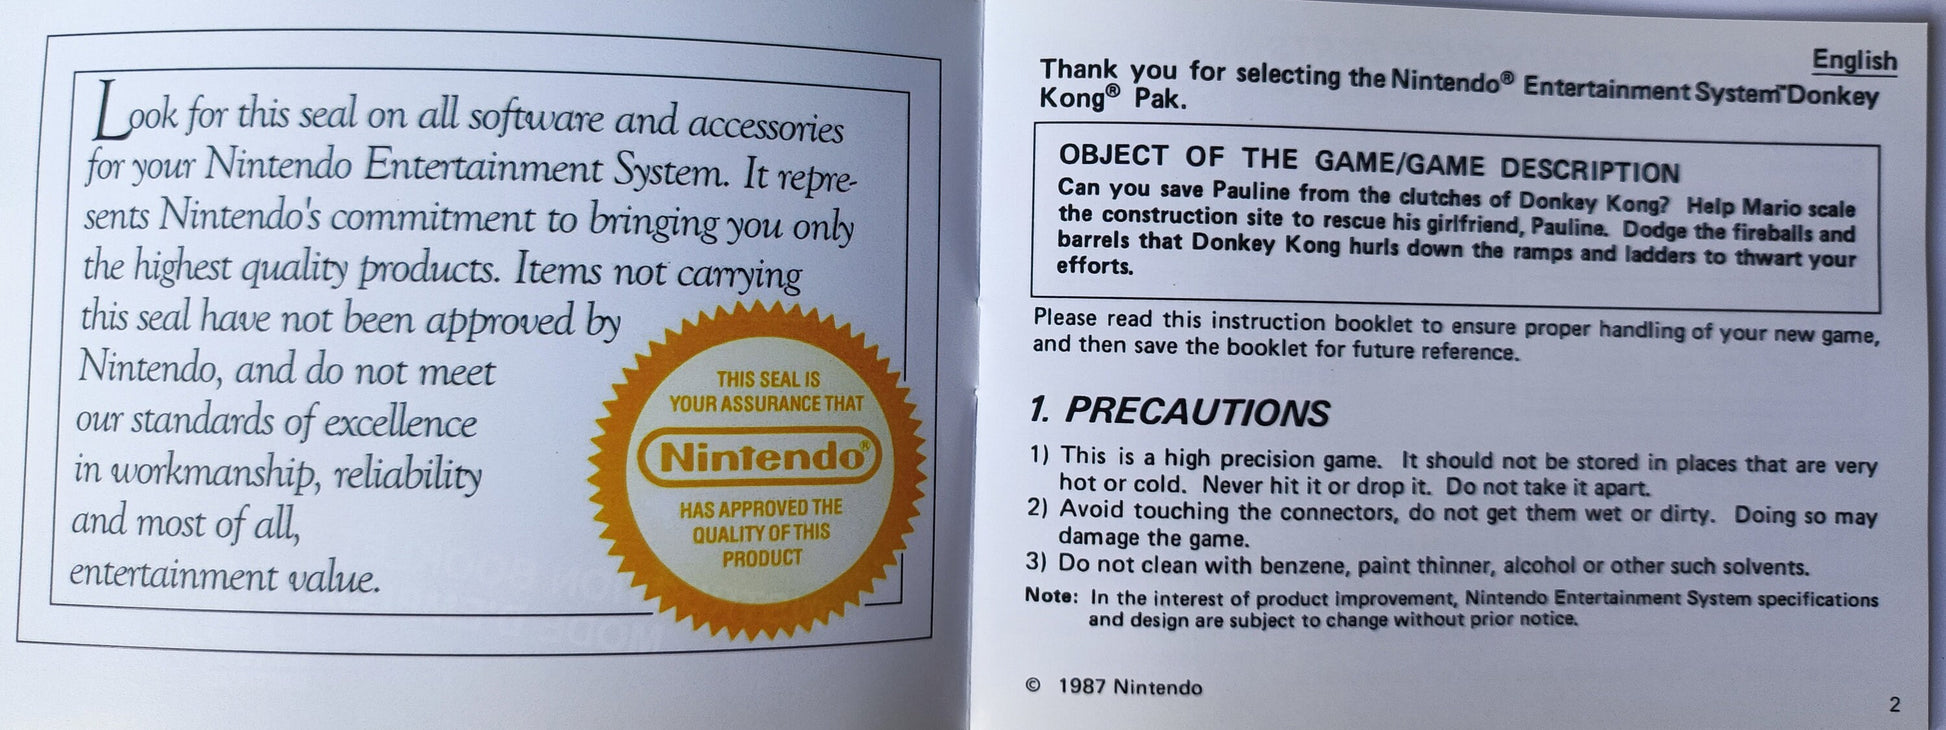 Look for this seal on all software and accessories
for your Nintendo Entertainment System. It repre-
sents Nintendo's commitment to bringing you only
the highest quality products. Items not carrying
this seal have not been approved by
Nintendo, and do not meet
our standards of excellence
in workmanship, reliability
and most of all,
entertainment value.
THIS SEAL IS
YOUR ASSURANCE THAT
Nintendo®
HAS APPROVED THE
QUALITY OF THIS
PRODUCT
English
Thank you for selecting the Nintendo® Entertainment System™ Donkey
Kong® Pak.
OBJECT OF THE GAME/GAME DESCRIPTION
Can you save Pauline from the clutches of Donkey Kong? Help Mario scale
the construction site to rescue his girlfriend, Pauline. Dodge the fireballs and
barrels that Donkey Kong hurls down the ramps and ladders to thwart your
efforts.
Please read this instruction booklet to ensure proper handling of your new game,
and then save the booklet for future reference.
1. PRECAUTIONS
1) This is a high precision game. It should not be stored in places that are very
hot or cold. Never hit it or drop it. Do not take it apart.
2) Avoid touching the connectors, do not get them wet or dirty. Doing so may
damage the game.
3) Do not clean with benzene, paint thinner, alcohol or other such solvents.
Note: In the interest of product improvement, Nintendo Entertainment System specifications
and design are subject to change without prior notice.
© 1987 Nintendo
2